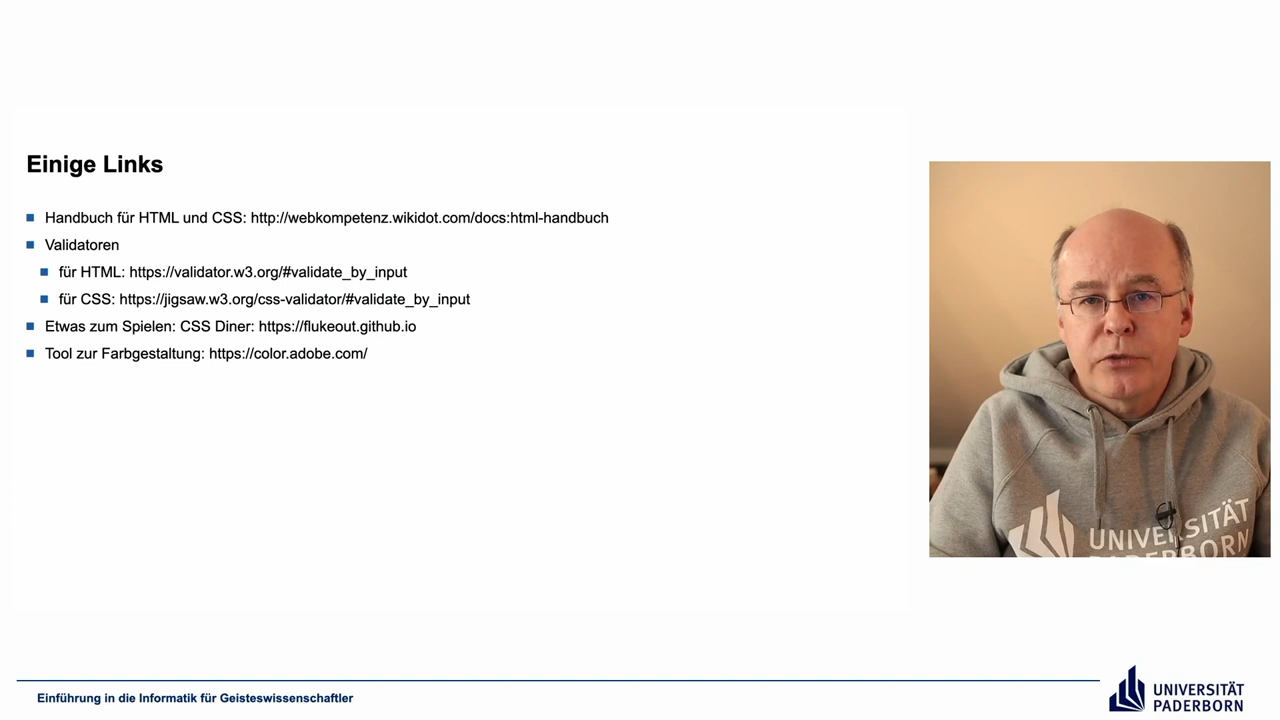 Einige Links
Handbuch für HTML und CSS: http://webkompetenz.wikidot.com/docs:html-handbuch
Validatoren
für HTML: https://validator.w3.org/#validate_by_input
für CSS: https://jigsaw.w3.org/css-validator/#validate_by_input
Etwas zum Spielen: CSS Diner: https://flukeout.github.io
Tool zur Farbgestaltung: https://color.adobe.com/
UNIVERSITÄT
PADERBORN
Einführung in die Informatik für Geisteswissenschaftler
UNIVERSITÄT
PADERBORN